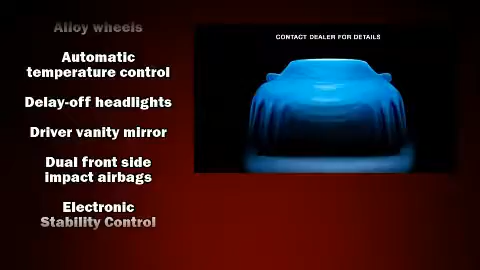 Alloy wheels
Automatic
temperature control
Delay-off headlights
Driver vanity mirror
Dual front side
impact airbags
Electronic
Stability Control
CONTACT DEALER FOR DETAILS